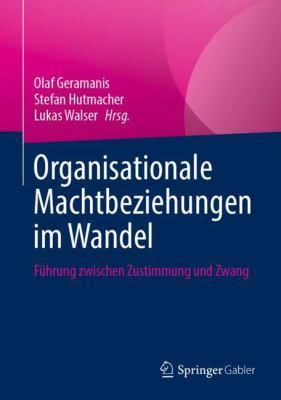 Olaf Geramanis
Stefan Hutmacher
Lukas Walser Hrsg.
Organisationale
Machtbeziehungen
im Wandel
Führung zwischen Zustimmung und Zwang
Springer Gabler